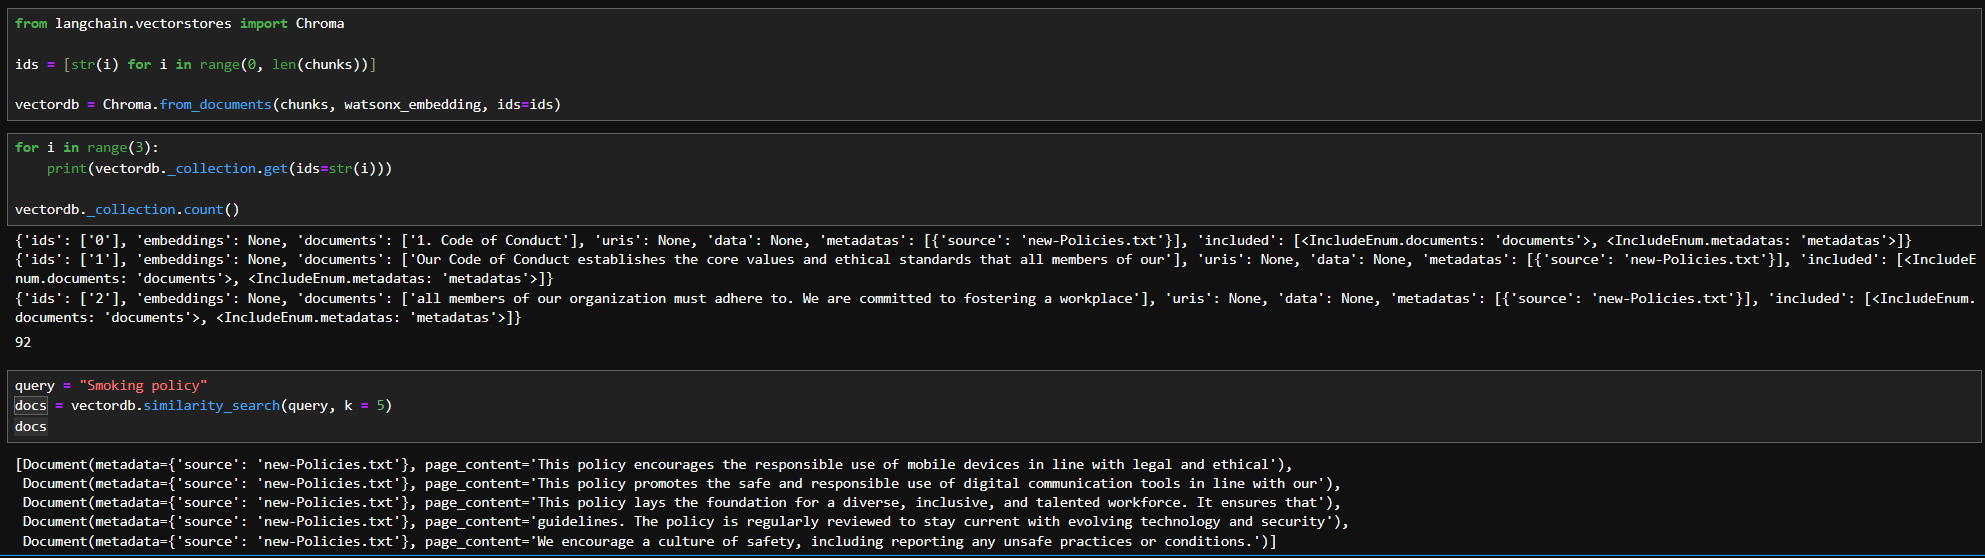 from langchain.vectorstores import Chroma
ids = [str(i) for i in range(0, len(chunks))]
vectordb = Chroma.from_documents(chunks, watsonx_embedding, ids=ids)
for i in range(3):
    print(vectordb._collection.get(ids=str(i)))
vectordb._collection.count()
{'ids': ['0'], 'embeddings': None, 'documents': ['1. Code of Conduct'], 'uris': None, 'data': None, 'metadatas': [{'source': 'new-Policies.txt'}], 'included': [<IncludeEnum.documents: 'documents'>, <IncludeEnum.metadatas: 'metadatas'>]}
{'ids': ['1'], 'embeddings': None, 'documents': ['Our Code of Conduct establishes the core values and ethical standards that all members of our'], 'uris': None, 'data': None, 'metadatas': [{'source': 'new-Policies.txt'}], 'included': [<IncludeE
num.documents: 'documents'>, <IncludeEnum.metadatas: 'metadatas'>]}
{'ids': ['2'], 'embeddings': None, 'documents': ['all members of our organization must adhere to. We are committed to fostering a workplace'], 'uris': None, 'data': None, 'metadatas': [{'source': 'new-Policies.txt'}], 'included': [<IncludeEnum.
documents: 'documents'>, <IncludeEnum.metadatas: 'metadatas'>]}
92
query = "Smoking policy"
docs = vectordb.similarity_search(query, k = 5)
docs
[Document(metadata={'source': 'new-Policies.txt'}, page_content='This policy encourages the responsible use of mobile devices in line with legal and ethical'),
 Document(metadata={'source': 'new-Policies.txt'}, page_content='This policy promotes the safe and responsible use of digital communication tools in line with our'),
 Document(metadata={'source': 'new-Policies.txt'}, page_content='This policy lays the foundation for a diverse, inclusive, and talented workforce. It ensures that'),
 Document(metadata={'source': 'new-Policies.txt'}, page_content='guidelines. The policy is regularly reviewed to stay current with evolving technology and security'),
 Document(metadata={'source': 'new-Policies.txt'}, page_content='We encourage a culture of safety, including reporting any unsafe practices or conditions.')]